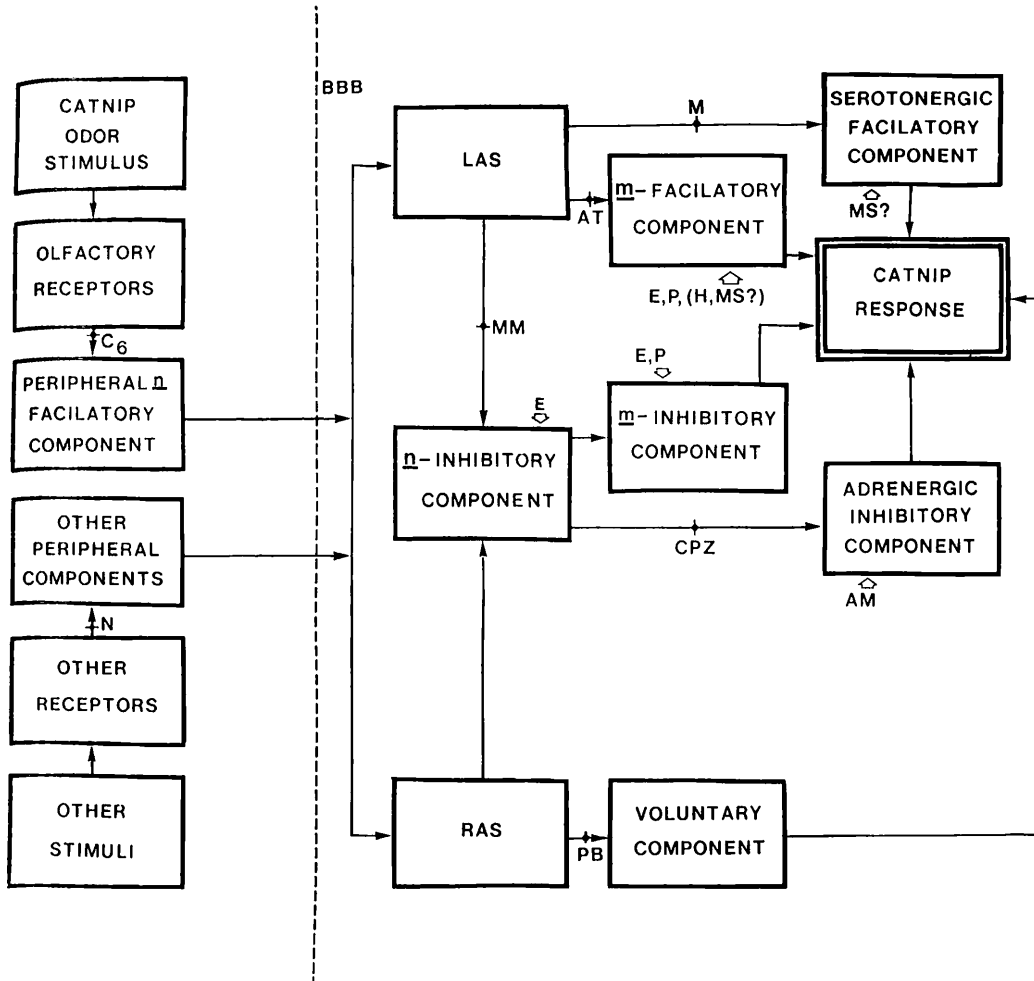 CATNIP
ODOR
STIMULUS
OLFACTORY
RECEPTORS
C6
PERIPHERAL n
FACILATORY
COMPONENT
OTHER
PERIPHERAL
COMPONENTS
N
OTHER
RECEPTORS
OTHER
STIMULI
BBB
LAS
M
SEROTONERGIC
FACILATORY
COMPONENT
MS?
AT
m-FACILATORY
COMPONENT
E,P,(H,MS?)
CATNIP
RESPONSE
MM
E,P
m-INHIBITORY
COMPONENT
E
n-INHIBITORY
COMPONENT
CPZ
ADRENERGIC
INHIBITORY
COMPONENT
AM
RAS
PB
VOLUNTARY
COMPONENT